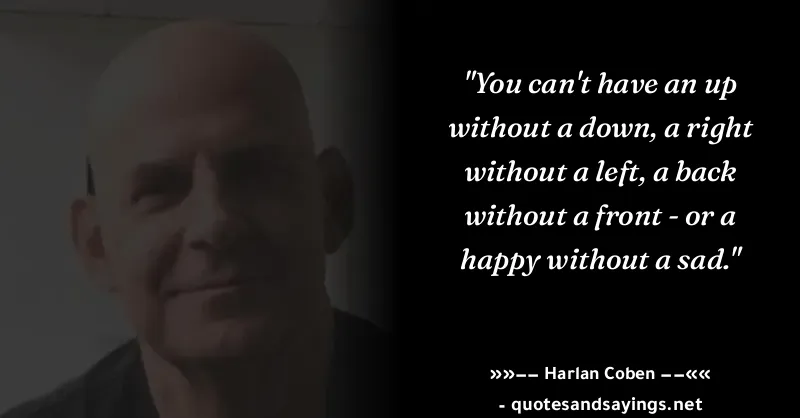 "You can't have an up
without a down, a right
without a left, a back
without a front - or a
happy without a sad."
»»−− Harlan Coben −−««
- quotesandsayings.net